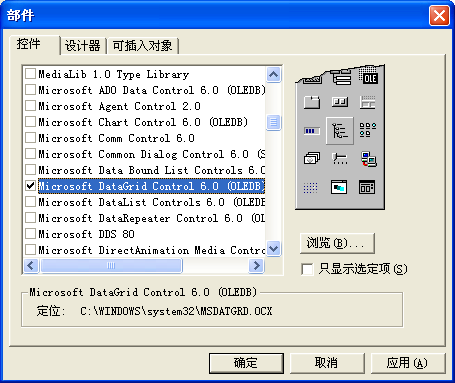 部件
控件 设计器 可插入对象
MediaLib 1.0 Type Library
Microsoft ADO Data Control 6.0 (OLEDB)
Microsoft Agent Control 2.0
Microsoft Chart Control 6.0 (OLEDB)
Microsoft Comm Control 6.0
Microsoft Common Dialog Control 6.0 (S
Microsoft Data Bound List Controls 6.0
Microsoft DataGrid Control 6.0 (OLEDB)
Microsoft DataList Controls 6.0 (OLEDB
Microsoft DataRepeater Control 6.0 (OL
Microsoft DDS 80
Microsoft DirectAnimation Media Contro
OLE
浏览(B)...
只显示选定项(S)
Microsoft DataGrid Control 6.0 (OLEDB)
定位: C:\WINDOWS\system32\MSDATGRD.OCX
确定 取消 应用(A)